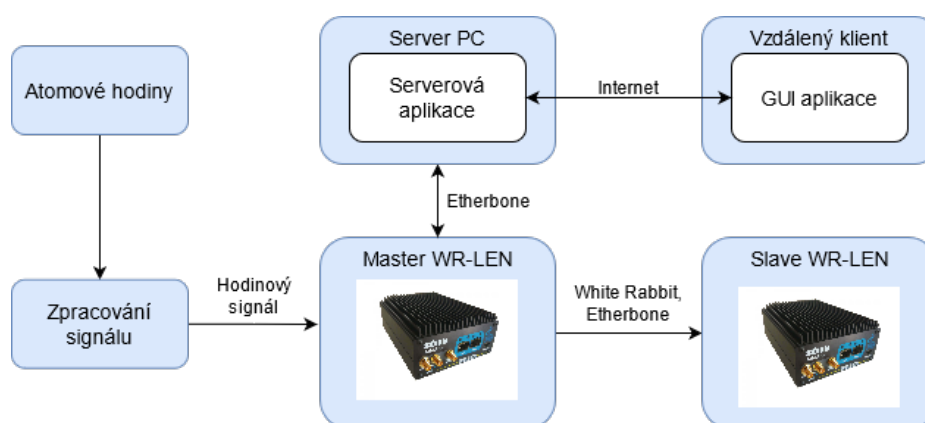 Server PC
Vzdálený klient
Atomové hodiny
Serverová
aplikace
Internet
GUI aplikace
Etherbone
Master WR-LEN
Slave WR-LEN
Zpracování
signálu
Hodinový
signál
White Rabbit,
Etherbone